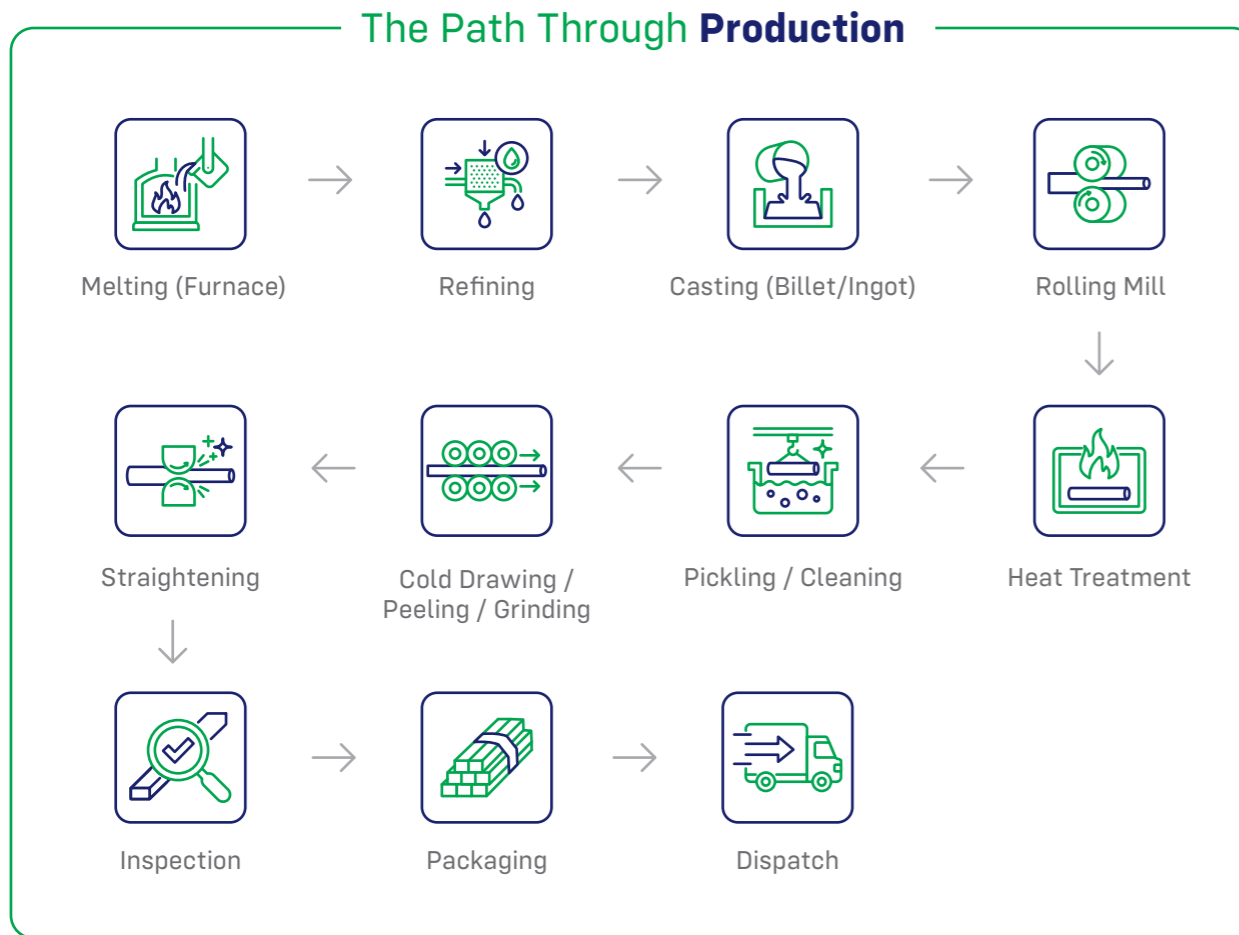 The Path Through Production
Melting (Furnace)
Refining
Casting (Billet/Ingot)
Rolling Mill
Straightening
Cold Drawing /
Peeling / Grinding
Pickling / Cleaning
Heat Treatment
Inspection
Packaging
Dispatch